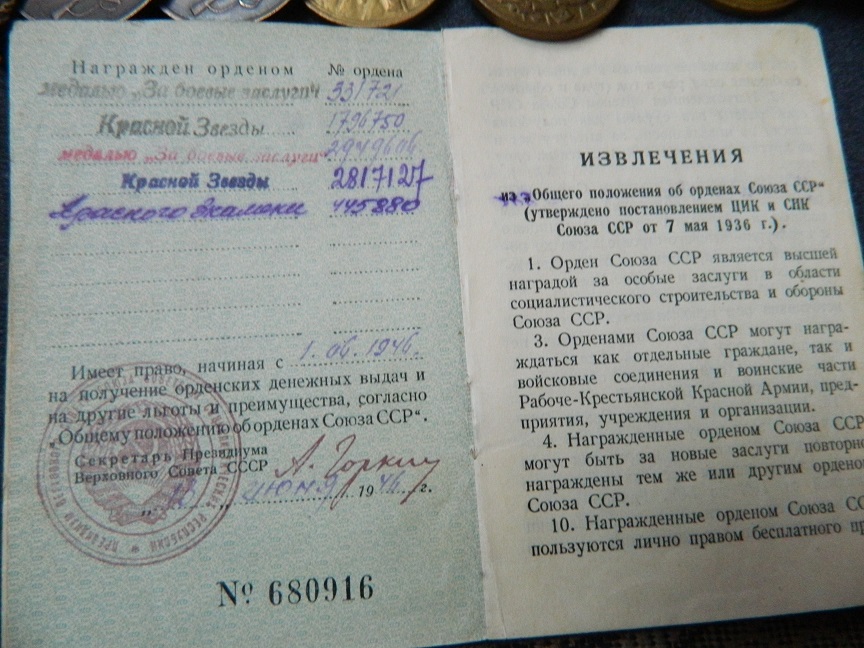 Награжден орденом № ордена
медалью „За боевые заслуги“ 331721
Красной Звезды 1796750
медалью „За боевые заслуги“
Красной Звезды 2817127
Красного Знамени 445880
Имеет право, начиная с 1.06.1946.
на получение орденских денежных выдач и
на другие льготы и преимущества, согласно
„Общему положению об орденах Союза ССР“.
Секретарь Президиума
Верховного Совета СССР А. Горкин
„ июня 1946 г.
№ 680916
ИЗВЛЕЧЕНИЯ
из „Общего положения об орденах Союза ССР“
(утверждено постановлением ЦИК и СНК
Союза ССР от 7 мая 1936 г.).
1. Орден Союза ССР является высшей
наградой за особые заслуги в области
социалистического строительства и обороны
Союза ССР.
3. Орденами Союза ССР могут награ-
ждаться как отдельные граждане, так и
войсковые соединения и воинские части
Рабоче-Крестьянской Красной Армии, пред-
приятия, учреждения и организации.
4. Награжденные орденом Союза ССР
могут быть за новые заслуги повторно
награждены тем же или другим орденом
Союза ССР.
10. Награжденные орденом Союза СС
пользуются лично правом бесплатного пр